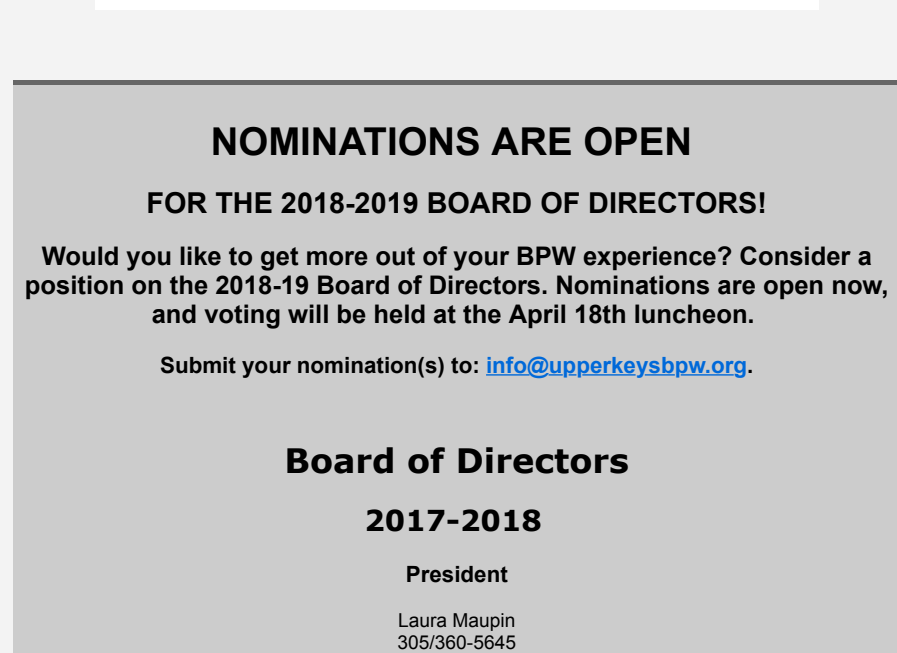 NOMINATIONS ARE OPEN
FOR THE 2018-2019 BOARD OF DIRECTORS!
Would you like to get more out of your BPW experience? Consider a
position on the 2018-19 Board of Directors. Nominations are open now,
and voting will be held at the April 18th luncheon.
Submit your nomination(s) to: info@upperkeysbpw.org.
Board of Directors
2017-2018
President
Laura Maupin
305/360-5645